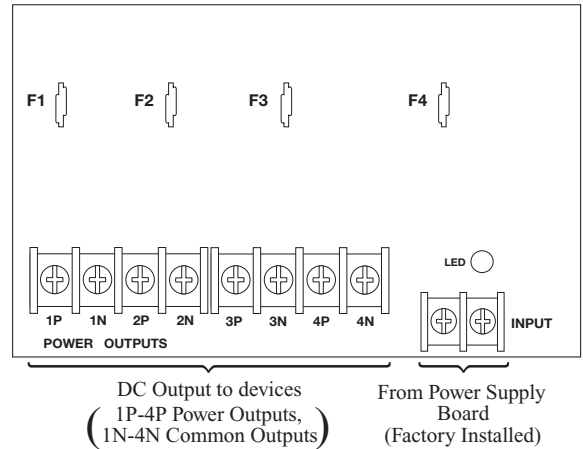 F1 F2 F3 F4
LED
1P 1N 2P 2N 3P 3N 4P 4N
INPUT
POWER OUTPUTS
DC Output to devices
(1P-4P Power Outputs,
1N-4N Common Outputs)
From Power Supply
Board
(Factory Installed)